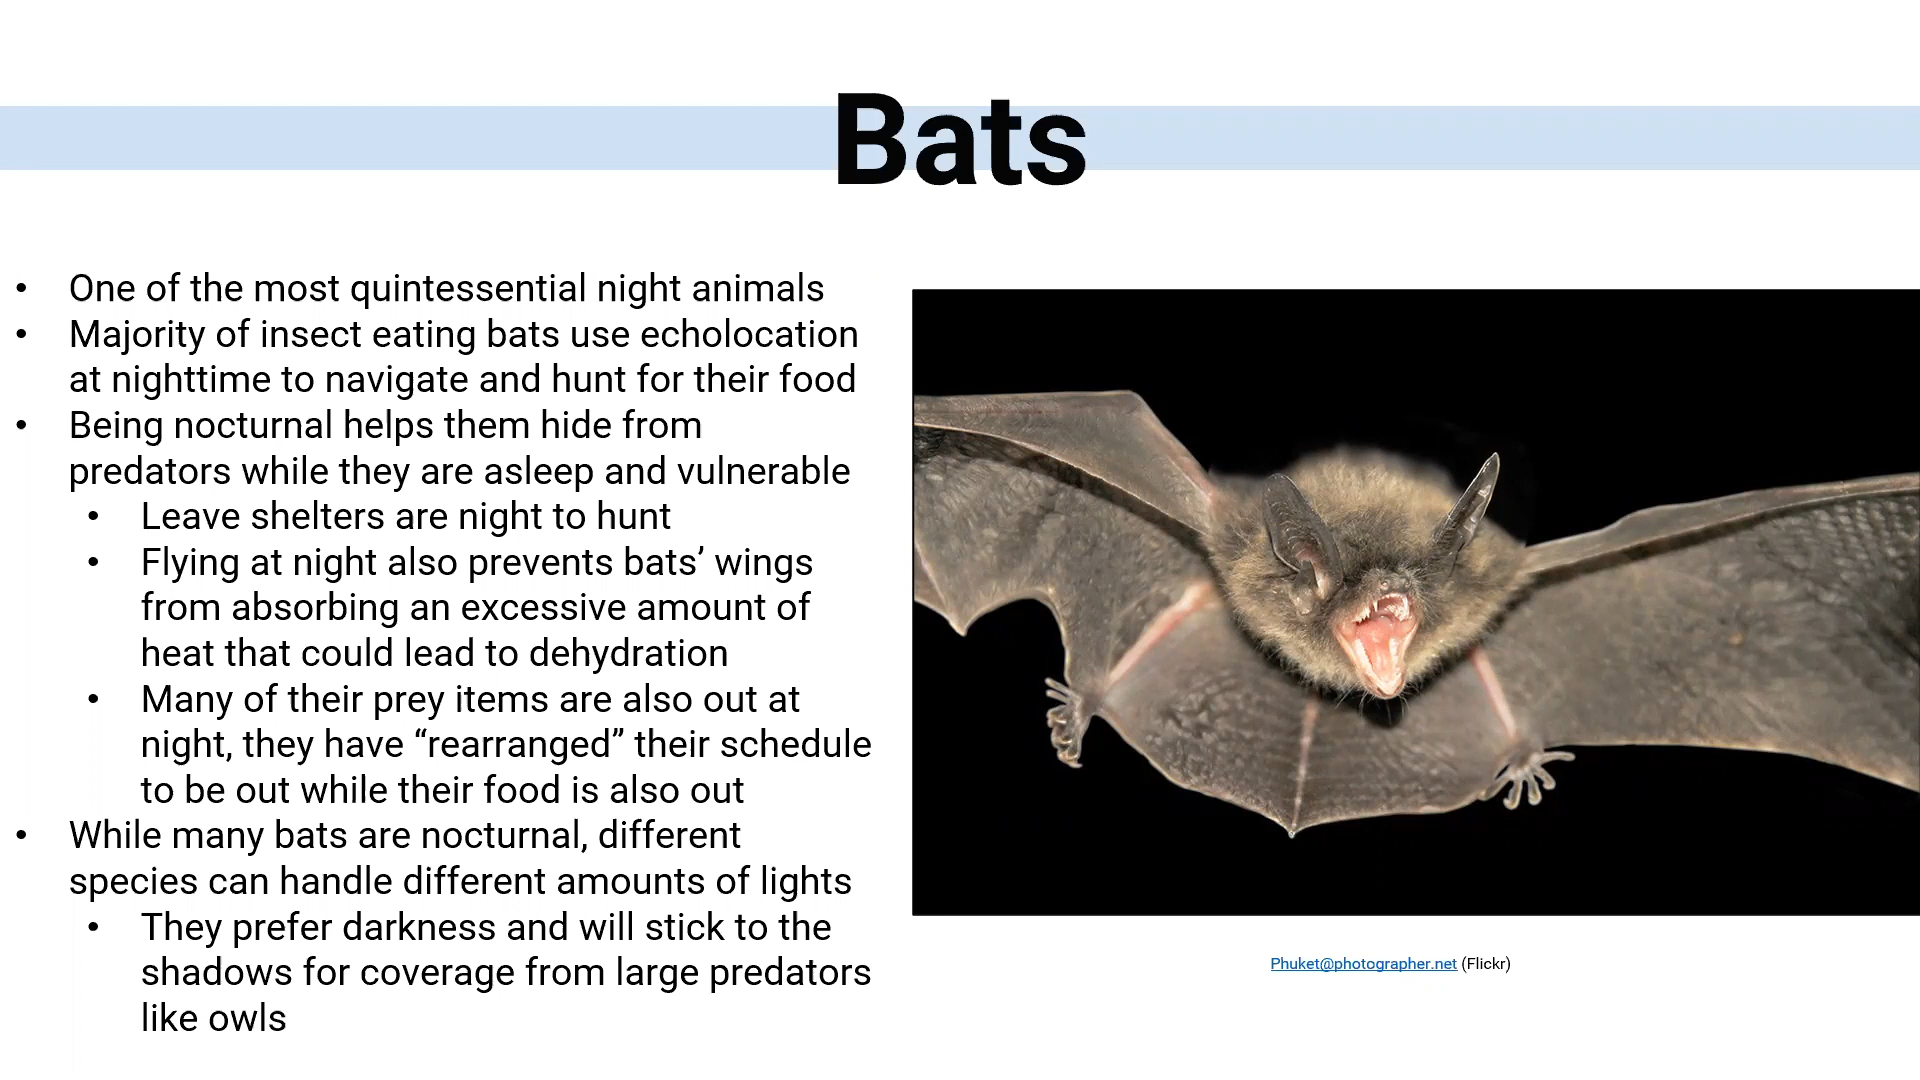 Bats
• One of the most quintessential night animals
• Majority of insect eating bats use echolocation
at nighttime to navigate and hunt for their food
• Being nocturnal helps them hide from
predators while they are asleep and vulnerable
• Leave shelters are night to hunt
• Flying at night also prevents bats’ wings
from absorbing an excessive amount of
heat that could lead to dehydration
• Many of their prey items are also out at
night, they have “rearranged” their schedule
to be out while their food is also out
• While many bats are nocturnal, different
species can handle different amounts of lights
• They prefer darkness and will stick to the
shadows for coverage from large predators
like owls
Phuket@photographer.net (Flickr)